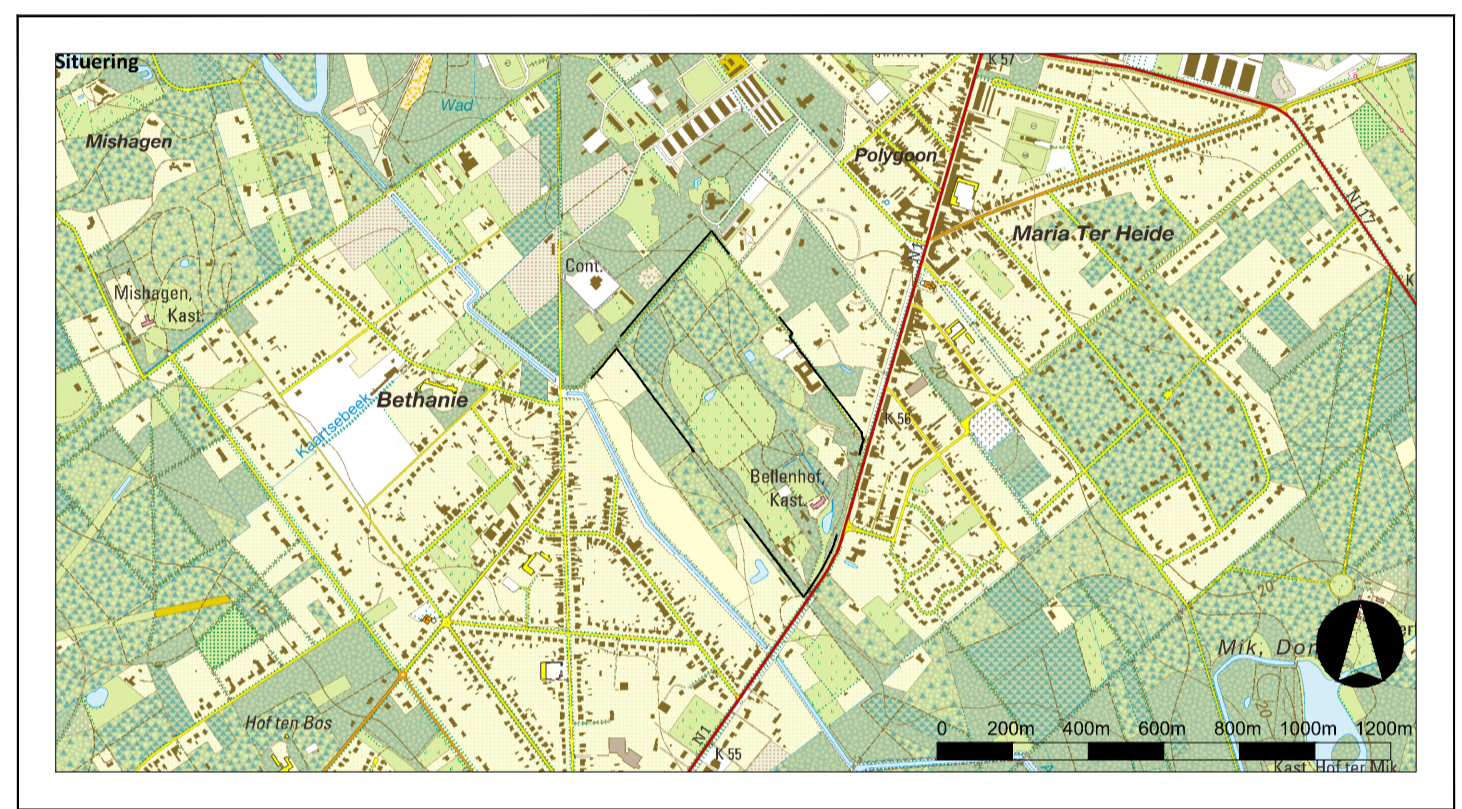 Situering
K 57
Wad
Mishagen
Polygoon
N117
Maria Ter Heide
N1
Cont.
Mishagen,
Kast.
K
Kaartsebeek
Bethanie
20
K 56
Bellenhof,
Kast.
15
20
Mik, Don
Hof ten Bos
20
N1
K 55
0 200m 400m 600m 800m 1000m 1200m
Kast. Hof ter Mik